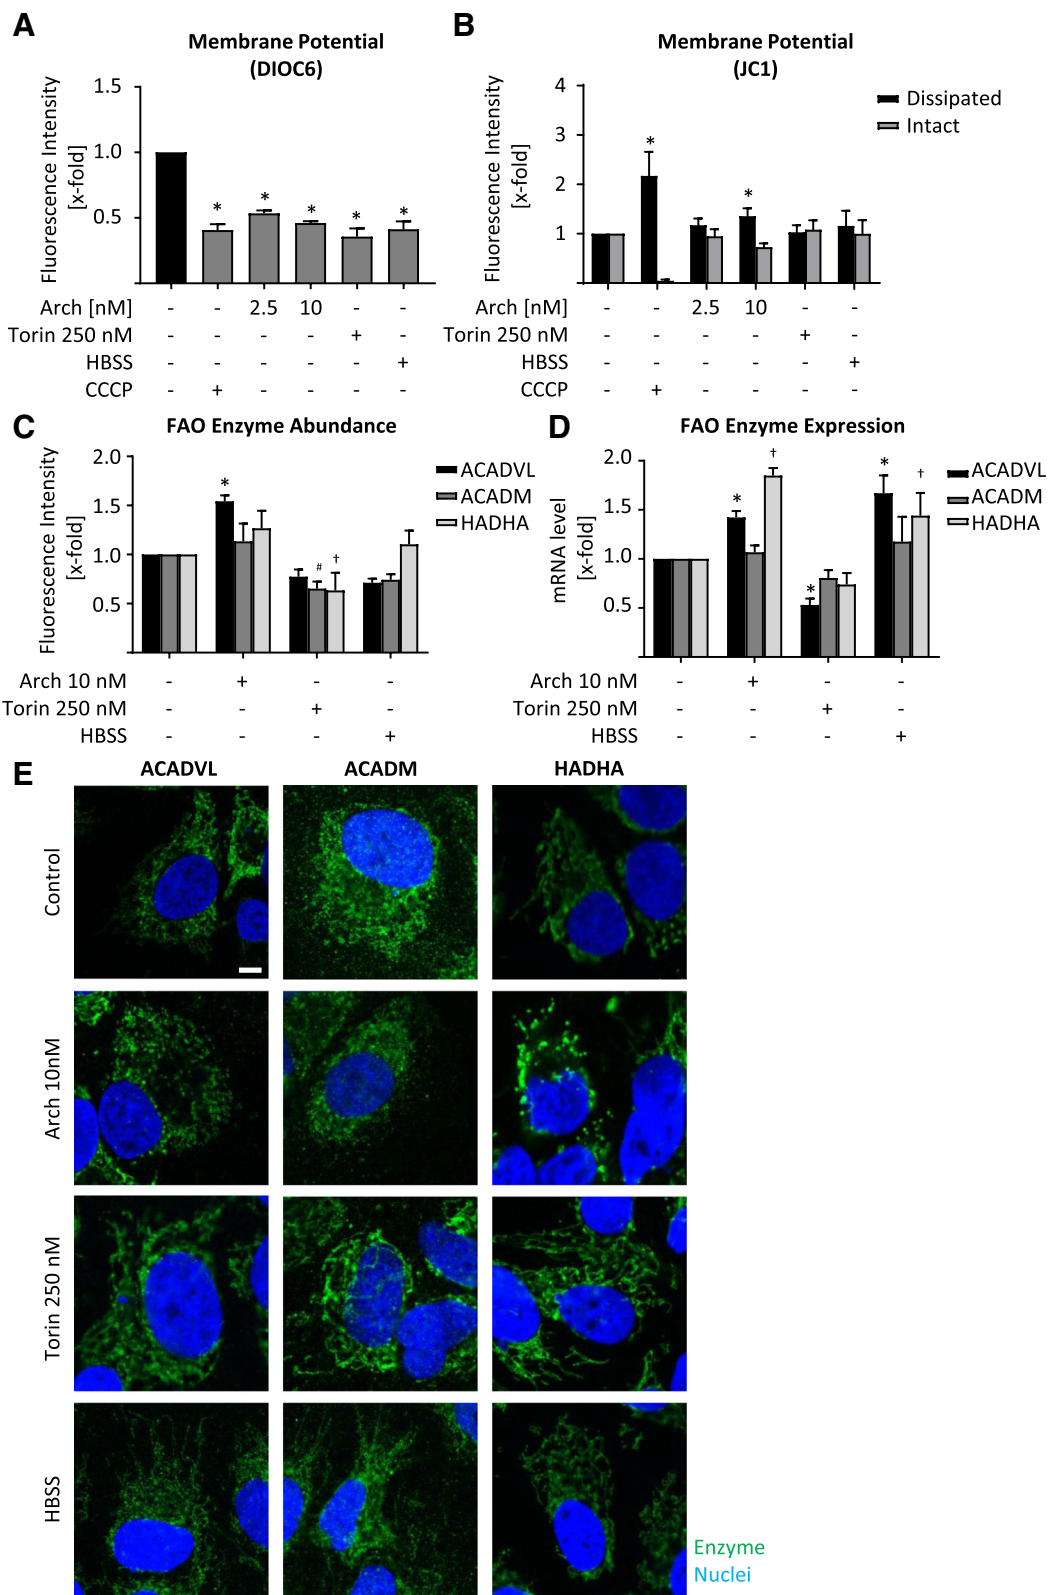 A
Membrane Potential
(DIOC6)
Fluorescence Intensity
[x-fold]
1.5
1.0
0.5
* * * * *
Arch [nM] - - 2.5 10 - -
Torin 250 nM - - - - + -
HBSS - - - - - +
CCCP - + - - - -
B
Membrane Potential
(JC1)
Fluorescence Intensity
[x-fold]
4
3
2
1
* *
Dissipated
Intact
Arch [nM] - - 2.5 10 - -
Torin 250 nM - - - - + -
HBSS - - - - - +
CCCP - + - - - -
C
FAO Enzyme Abundance
Fluorescence Intensity
[x-fold]
2.0
1.5
1.0
0.5
* # †
ACADVL
ACADM
HADHA
Arch 10 nM - + - -
Torin 250 nM - - + -
HBSS - - - +
D
FAO Enzyme Expression
mRNA level
[x-fold]
2.0
1.5
1.0
0.5
* † * * †
ACADVL
ACADM
HADHA
Arch 10 nM - + - -
Torin 250 nM - - + -
HBSS - - - +
E
ACADVL ACADM HADHA
Control
Arch 10nM
Torin 250 nM
HBSS
Enzyme
Nuclei